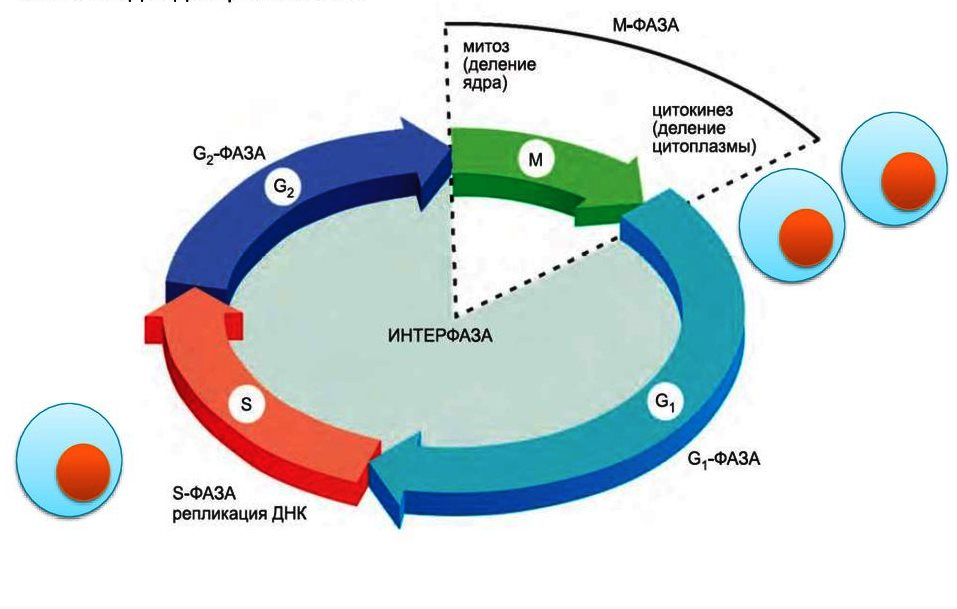 М-ФАЗА
митоз
(деление
ядра)
цитокинез
(деление
цитоплазмы)
G₂-ФАЗА
M
G₂
ИНТЕРФАЗА
S
G₁
G₁-ФАЗА
S-ФАЗА
репликация ДНК